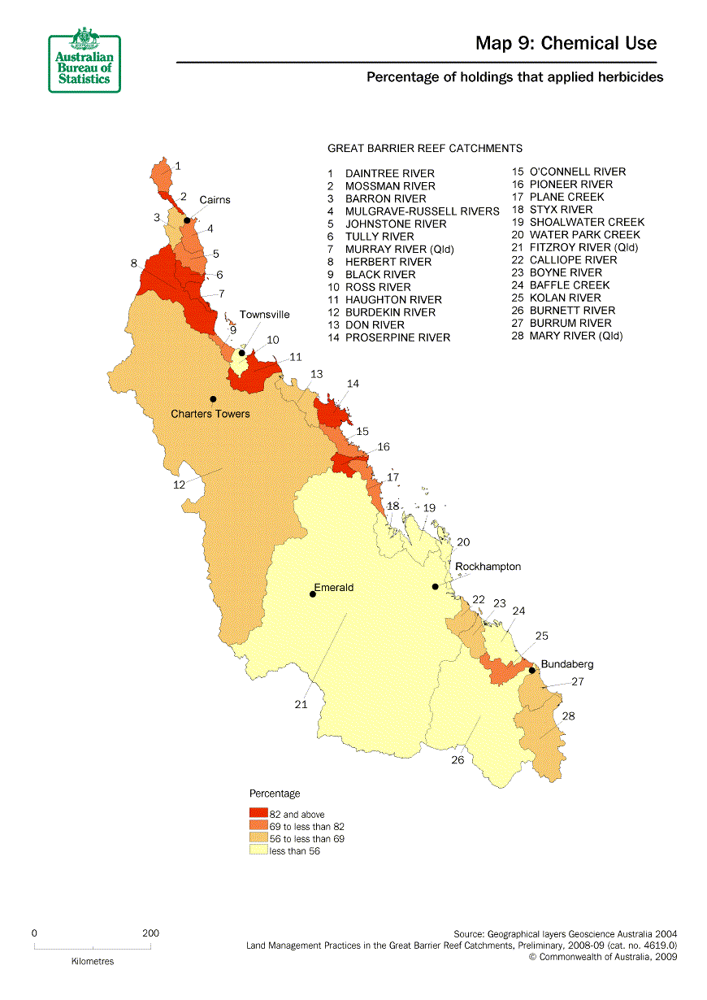 Map 9: Chemical Use
Australian
Bureau of
Statistics
Percentage of holdings that applied herbicides
GREAT BARRIER REEF CATCHMENTS
1 DAINTREE RIVER
2 MOSSMAN RIVER
3 BARRON RIVER
4 MULGRAVE-RUSSELL RIVERS
5 JOHNSTONE RIVER
6 TULLY RIVER
7 MURRAY RIVER (Qld)
8 HERBERT RIVER
9 BLACK RIVER
10 ROSS RIVER
11 HAUGHTON RIVER
12 BURDEKIN RIVER
13 DON RIVER
14 PROSERPINE RIVER
15 O'CONNELL RIVER
16 PIONEER RIVER
17 PLANE CREEK
18 STYX RIVER
19 SHOALWATER CREEK
20 WATER PARK CREEK
21 FITZROY RIVER (Qld)
22 CALLIOPE RIVER
23 BOYNE RIVER
24 BAFFLE CREEK
25 KOLAN RIVER
26 BURNETT RIVER
27 BURRUM RIVER
28 MARY RIVER (Qld)
1
2
Cairns
3
4
5
8
6
7
Townsville
9
10
11
13
14
Charters Towers
15
16
12
17
18
19
20
Rockhampton
Emerald
22
23
24
25
Bundaberg
27
21
28
26
Percentage
82 and above
69 to less than 82
56 to less than 69
less than 56
0
200
Kilometres
Source: Geographical layers Geoscience Australia 2004
Land Management Practices in the Great Barrier Reef Catchments, Preliminary, 2008-09 (cat. no. 4619.0)
© Commonwealth of Australia, 2009